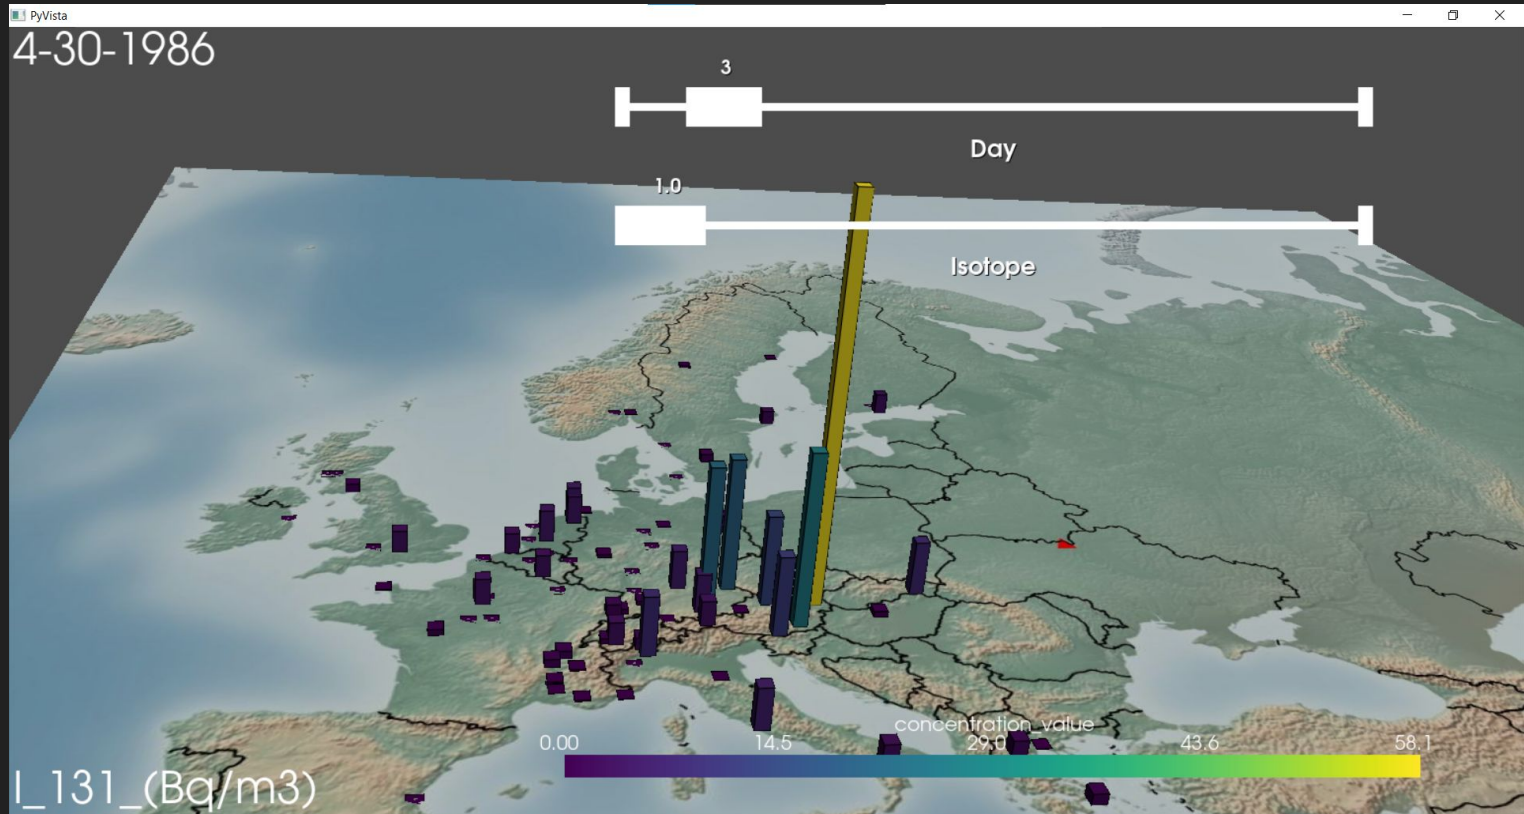 PyVista
4-30-1986
3
Day
1.0
Isotope
concentration_value
0.00 14.5 29.0 43.6 58.1
I_131_(Bq/m3)